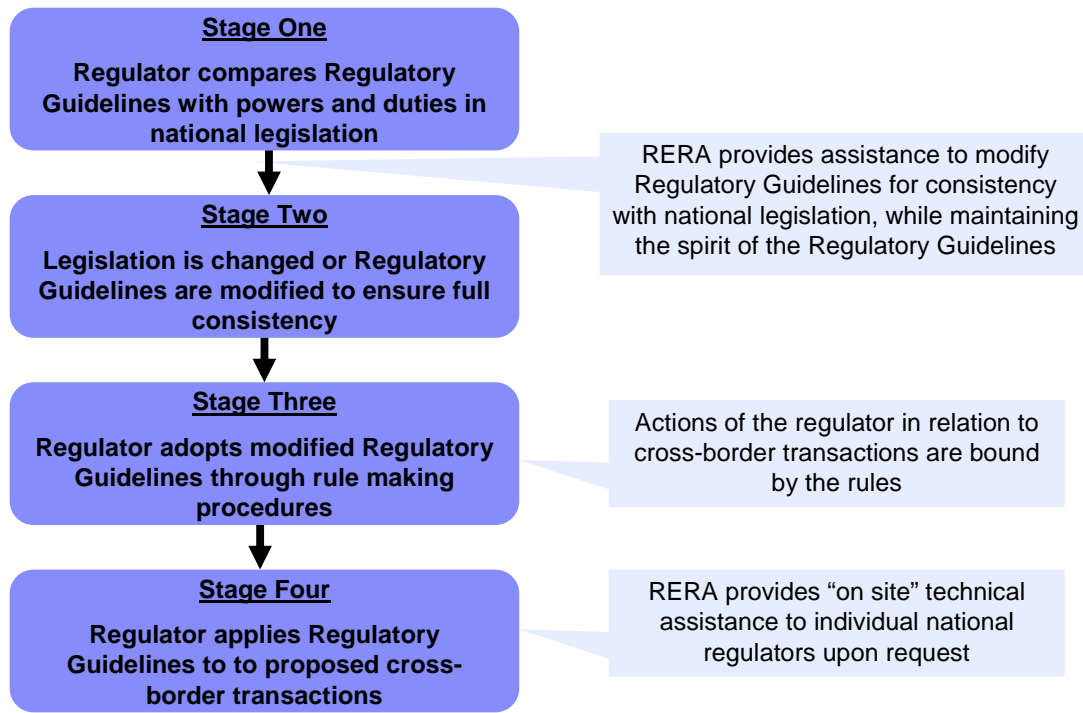 Stage One
Regulator compares Regulatory
Guidelines with powers and duties in
national legislation
RERA provides assistance to modify
Regulatory Guidelines for consistency
with national legislation, while maintaining
the spirit of the Regulatory Guidelines
Stage Two
Legislation is changed or Regulatory
Guidelines are modified to ensure full
consistency
Stage Three
Regulator adopts modified Regulatory
Guidelines through rule making
procedures
Actions of the regulator in relation to
cross-border transactions are bound
by the rules
Stage Four
Regulator applies Regulatory
Guidelines to to proposed cross-
border transactions
RERA provides “on site” technical
assistance to individual national
regulators upon request